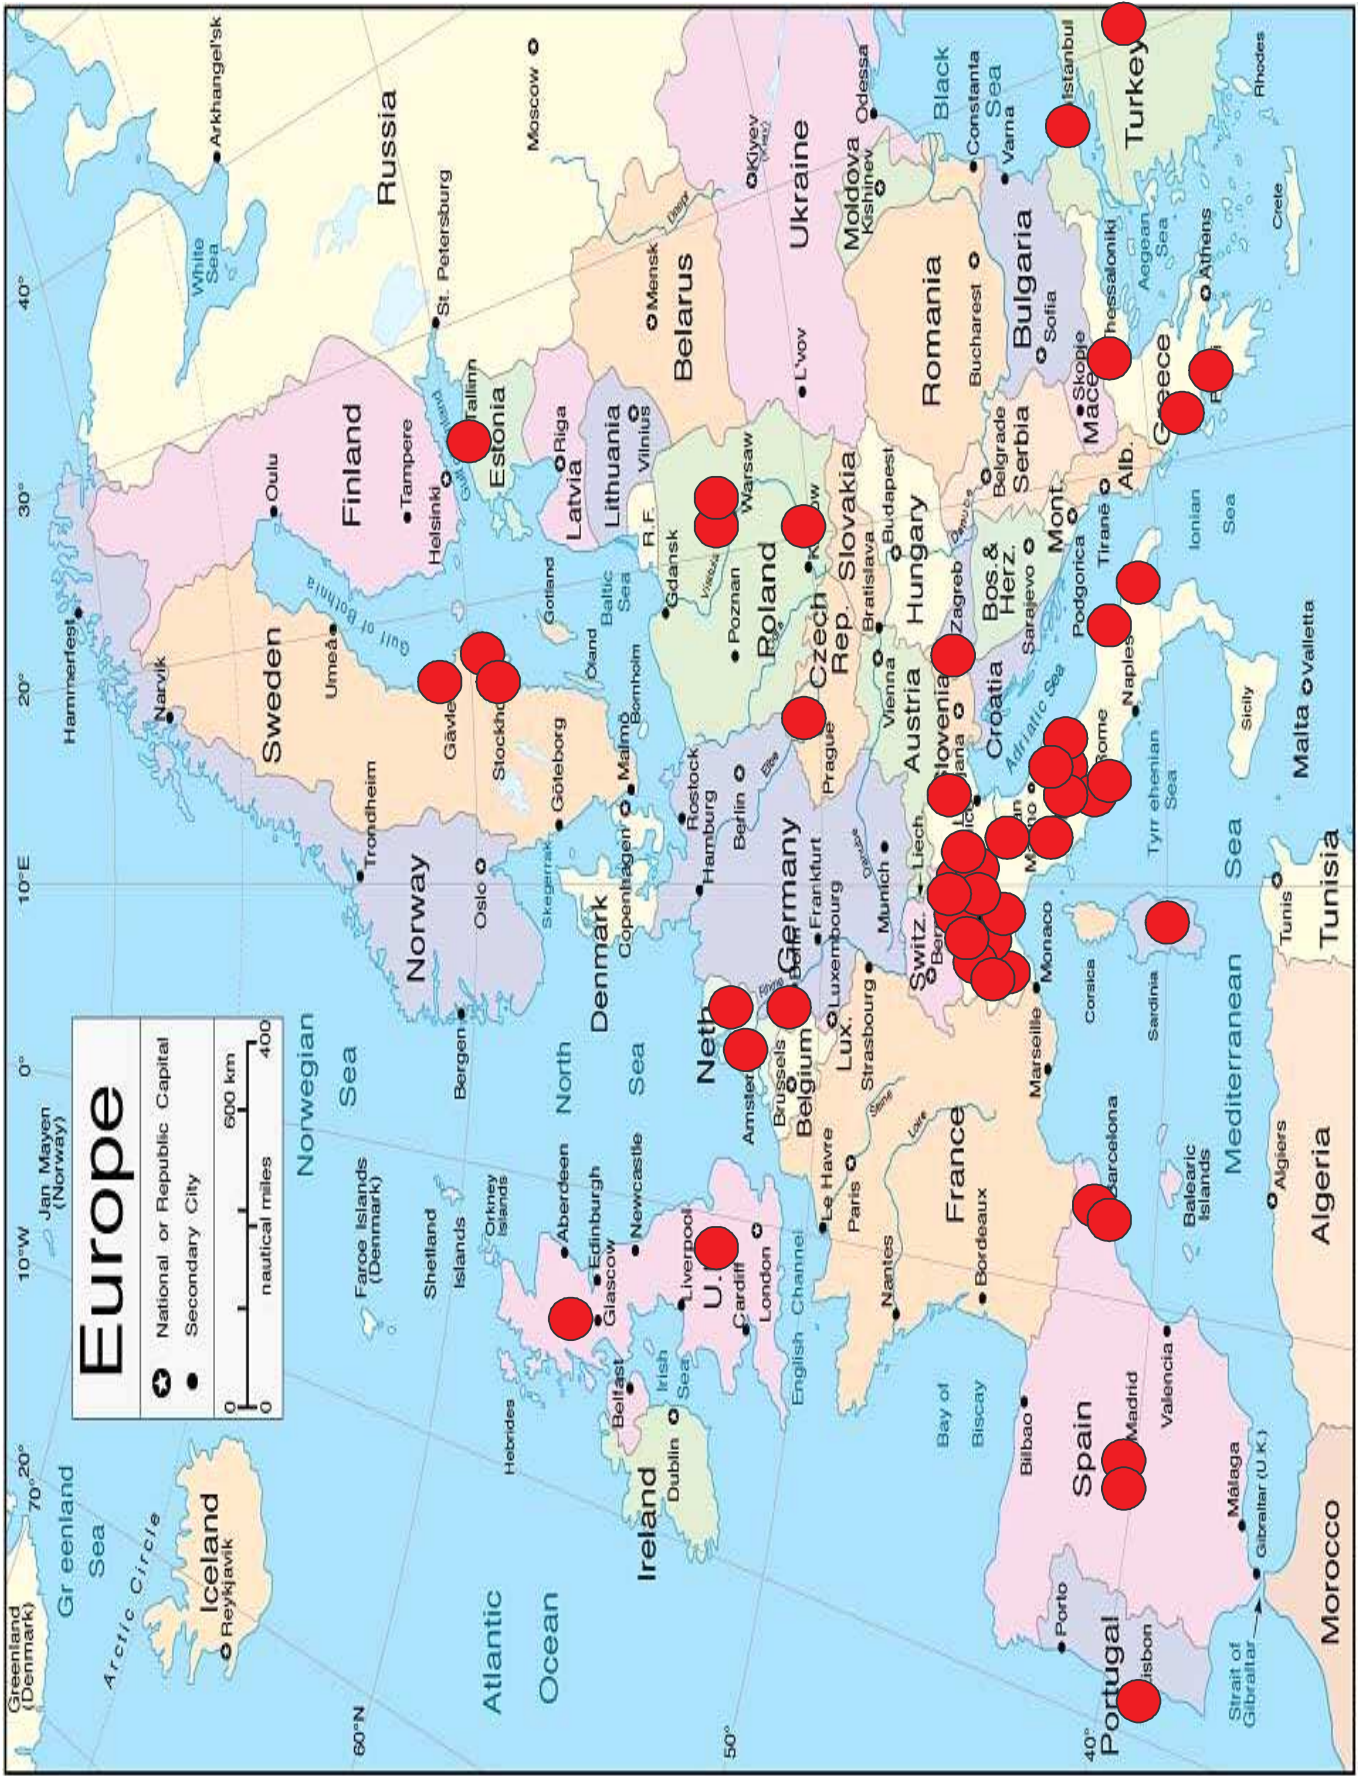 Europe
National or Republic Capital
Secondary City
0
600 km
0
nautical miles
400
Greenland
(Denmark)
Greenland
Sea
70°
20°
10°W
0°
10°E
20°
30°
40°
60°N
50°
40°
Jan Mayen
(Norway)
Arctic Circle
Iceland
Reykjavik
Norwegian
Sea
Faroe Islands
(Denmark)
Shetland
Islands
Orkney
Islands
Hebrides
Atlantic
Ocean
North
Sea
Hammerfest
Narvik
Sweden
Umeå
Gulf of Bothnia
Gävle
Göteborg
Malmö
Trondheim
Norway
Oslo
Bergen
Skegerrak
Oulu
Finland
Tampere
Helsinki
White
Sea
Arkhangel'sk
Russia
Moscow
St. Petersburg
Tallinn
Estonia
Riga
Latvia
Lithuania
Vilnius
R.F.
Gotland
Baltic
Sea
Öland
Bornholm
Denmark
Copenhagen
Aberdeen
Edinburgh
Glascow
Newcastle
Belfast
Irish
Sea
Liverpool
U.
Cardiff
London
Ireland
Dublin
English Channel
Mensk
Belarus
Dnepr
Kiyev
(Kiev)
Ukraine
L'vov
Odessa
Moldova
Kishinev
Gdansk
Vistula
Warsaw
Poznan
Poland
Czech
Rep.
Prague
Slovakia
Bratislava
Rostock
Hamburg
Berlin
Elbe
Germany
Frankfurt
Rhine
Danube
Munich
Neth
Amster
Brussels
Belgium
Lux.
Luxembourg
Strasbourg
Le Havre
Paris
Seine
Loire
France
Nantes
Bordeaux
Marseille
Monaco
Bay of
Biscay
Switz.
Liech.
Austria
Vienna
Hungary
Budapest
Slovenia
Zagreb
Croatia
Bos.&
Herz.
Sarajevo
Danube
Belgrade
Serbia
Mont.
Podgorica
Tiranë
Alb.
Skopje
Romania
Bucharest
Bulgaria
Sofia
Constanta
Varna
Black
Sea
Istanbul
Turkey
Thessaloniki
Greece
Athens
Aegean
Sea
Crete
Rhodes
Ionian
Sea
Adriatic Sea
Naples
Tyrrehenian
Sea
Sicily
Malta
Valletta
Corsica
Sardinia
Mediterranean
Sea
Balearic
Islands
Barcelona
Bilbao
Spain
Madrid
Valencia
Málaga
Gibraltar (U.K.)
Strait of
Gibraltar
Porto
Portugal
Morocco
Algeria
Algiers
Tunis
Tunisia